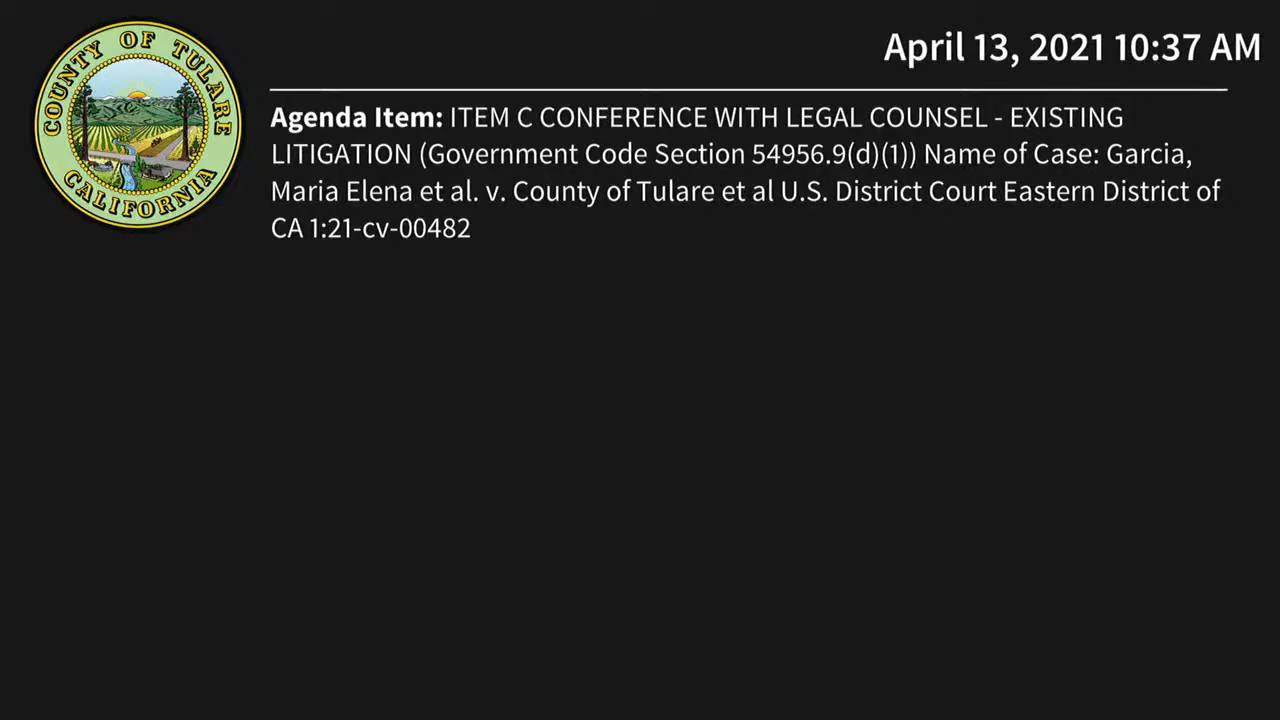 COUNTY OF TULARE
CALIFORNIA
April 13, 2021 10:37 AM
Agenda Item: ITEM C CONFERENCE WITH LEGAL COUNSEL - EXISTING
LITIGATION (Government Code Section 54956.9(d)(1)) Name of Case: Garcia,
Maria Elena et al. v. County of Tulare et al U.S. District Court Eastern District of
CA 1:21-cv-00482